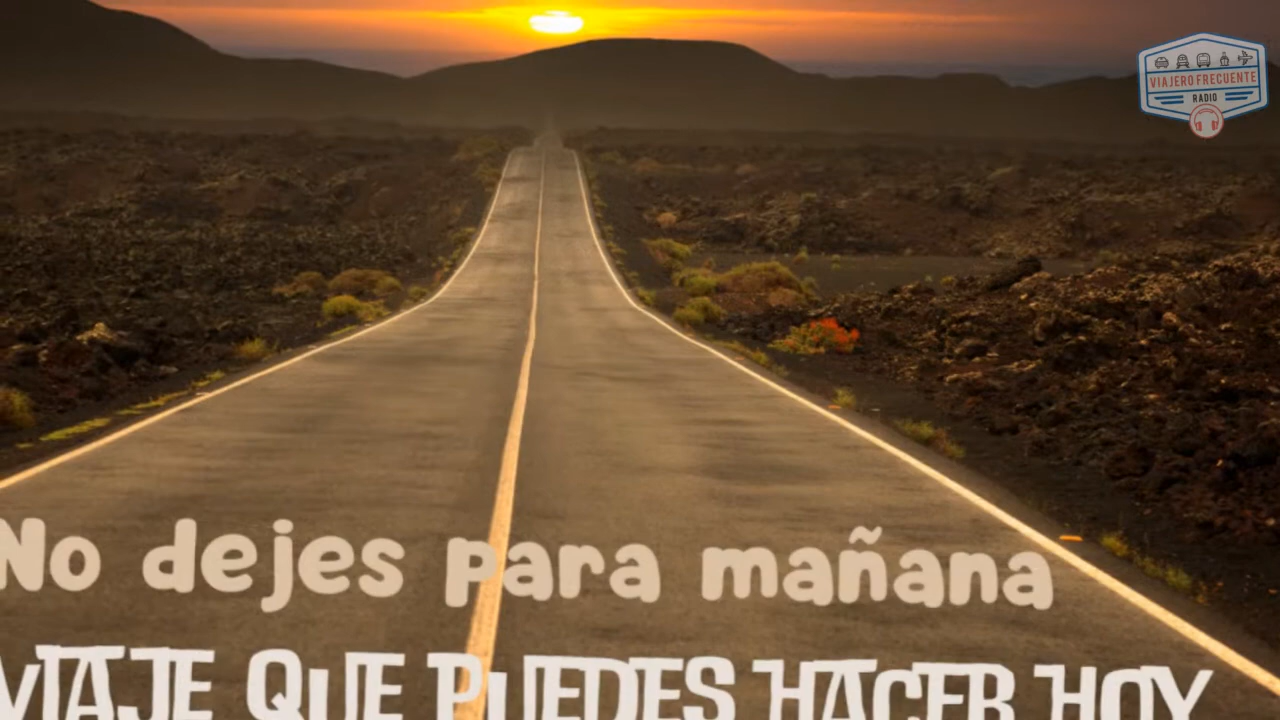 VIAJERO FRECUENTE
RADIO
No dejes para mañana
VIAJE QUE PUEDES HACER HOY